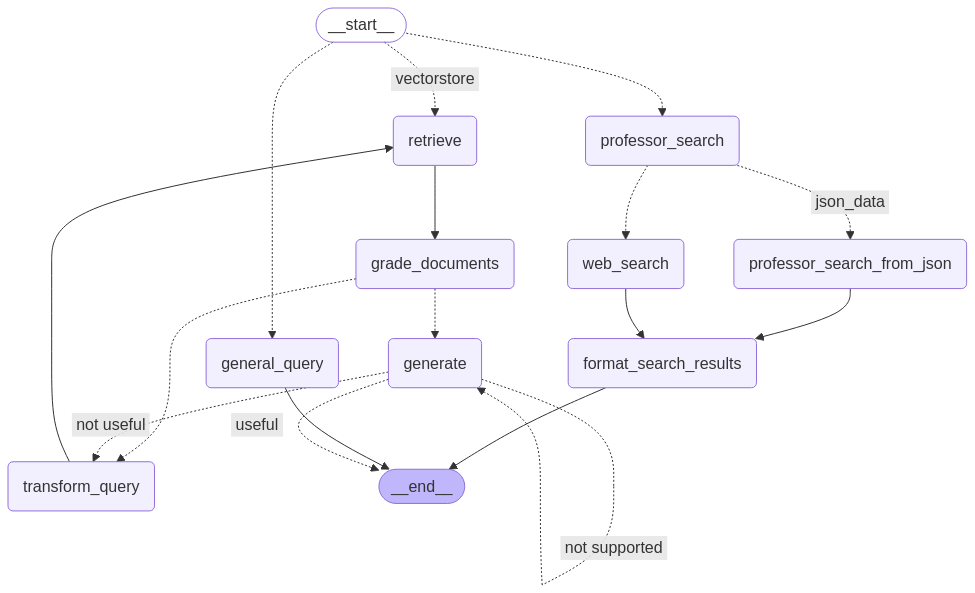 __start__
vectorstore
retrieve
professor_search
json_data
grade_documents
web_search
professor_search_from_json
general_query
generate
format_search_results
not useful
useful
transform_query
__end__
not supported